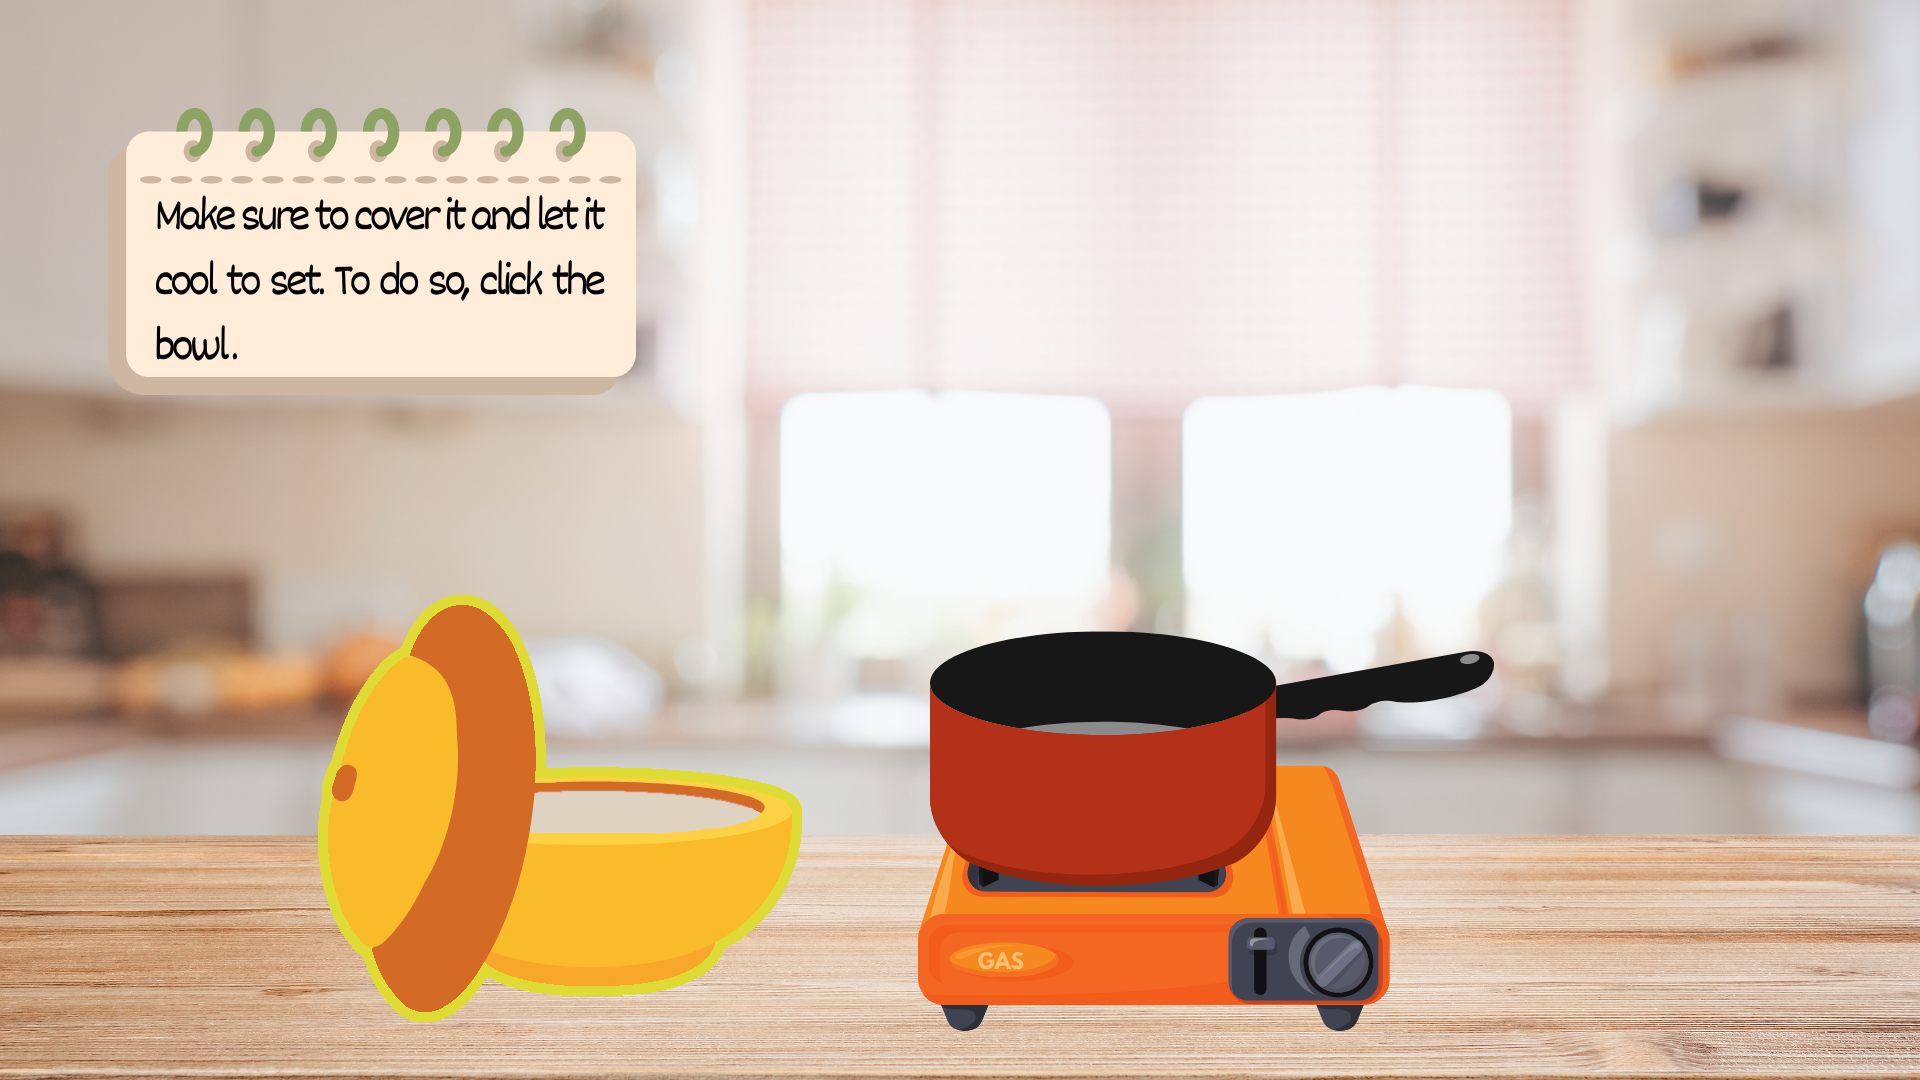 Make sure to cover it and let it
cool to set. To do so, click the
bowl.
GAS